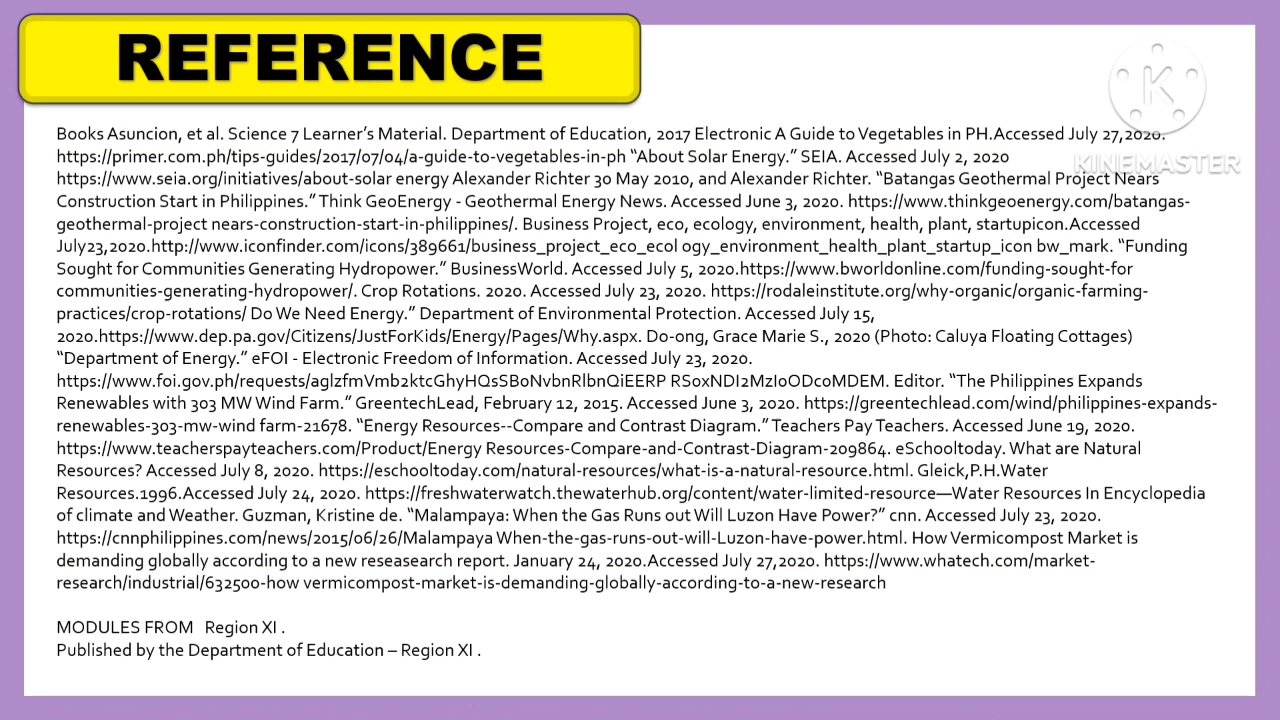 REFERENCE
Books Asuncion, et al. Science 7 Learner’s Material. Department of Education, 2017 Electronic A Guide to Vegetables in PH.Accessed July 27,2020.
https://primer.com.ph/tips-guides/2017/07/04/a-guide-to-vegetables-in-ph “About Solar Energy.” SEIA. Accessed July 2, 2020
KINEMASTER
https://www.seia.org/initiatives/about-solar energy Alexander Richter 30 May 2010, and Alexander Richter. “Batangas Geothermal Project Nears
Construction Start in Philippines.” Think GeoEnergy - Geothermal Energy News. Accessed June 3, 2020. https://www.thinkgeoenergy.com/batangas-
geothermal-project nears-construction-start-in-philippines/. Business Project, eco, ecology, environment, health, plant, startupicon.Accessed
July23,2020.http://www.iconfinder.com/icons/389661/business_project_eco_ecol ogy_environment_health_plant_startup_icon bw_mark. “Funding
Sought for Communities Generating Hydropower.” BusinessWorld. Accessed July 5, 2020.https://www.bworldonline.com/funding-sought-for
communities-generating-hydropower/. Crop Rotations. 2020. Accessed July 23, 2020. https://rodaleinstitute.org/why-organic/organic-farming-
practices/crop-rotations/ Do We Need Energy.” Department of Environmental Protection. Accessed July 15,
2020.https://www.dep.pa.gov/Citizens/JustForKids/Energy/Pages/Why.aspx. Do-ong, Grace Marie S., 2020 (Photo: Caluya Floating Cottages)
“Department of Energy.” eFOI - Electronic Freedom of Information. Accessed July 23, 2020.
https://www.foi.gov.ph/requests/aglzfmVmb2ktcGhyHQsSB0NvbnRlbnQiEERP RS0xNDI2MzIoODcoMDEM. Editor. “The Philippines Expands
Renewables with 303 MW Wind Farm.” GreentechLead, February 12, 2015. Accessed June 3, 2020. https://greentechlead.com/wind/philippines-expands-
renewables-303-mw-wind farm-21678. “Energy Resources--Compare and Contrast Diagram.” Teachers Pay Teachers. Accessed June 19, 2020.
https://www.teacherspayteachers.com/Product/Energy Resources-Compare-and-Contrast-Diagram-209864. eSchooltoday. What are Natural
Resources? Accessed July 8, 2020. https://eschooltoday.com/natural-resources/what-is-a-natural-resource.html. Gleick,P.H.Water
Resources.1996.Accessed July 24, 2020. https://freshwaterwatch.thewaterhub.org/content/water-limited-resource—Water Resources In Encyclopedia
of climate and Weather. Guzman, Kristine de. “Malampaya: When the Gas Runs out Will Luzon Have Power?” cnn. Accessed July 23, 2020.
https://cnnphilippines.com/news/2015/06/26/Malampaya When-the-gas-runs-out-will-Luzon-have-power.html. How Vermicompost Market is
demanding globally according to a new reseasearch report. January 24, 2020.Accessed July 27,2020. https://www.whatech.com/market-
research/industrial/632500-how vermicompost-market-is-demanding-globally-according-to-a-new-research
MODULES FROM Region XI .
Published by the Department of Education – Region XI .